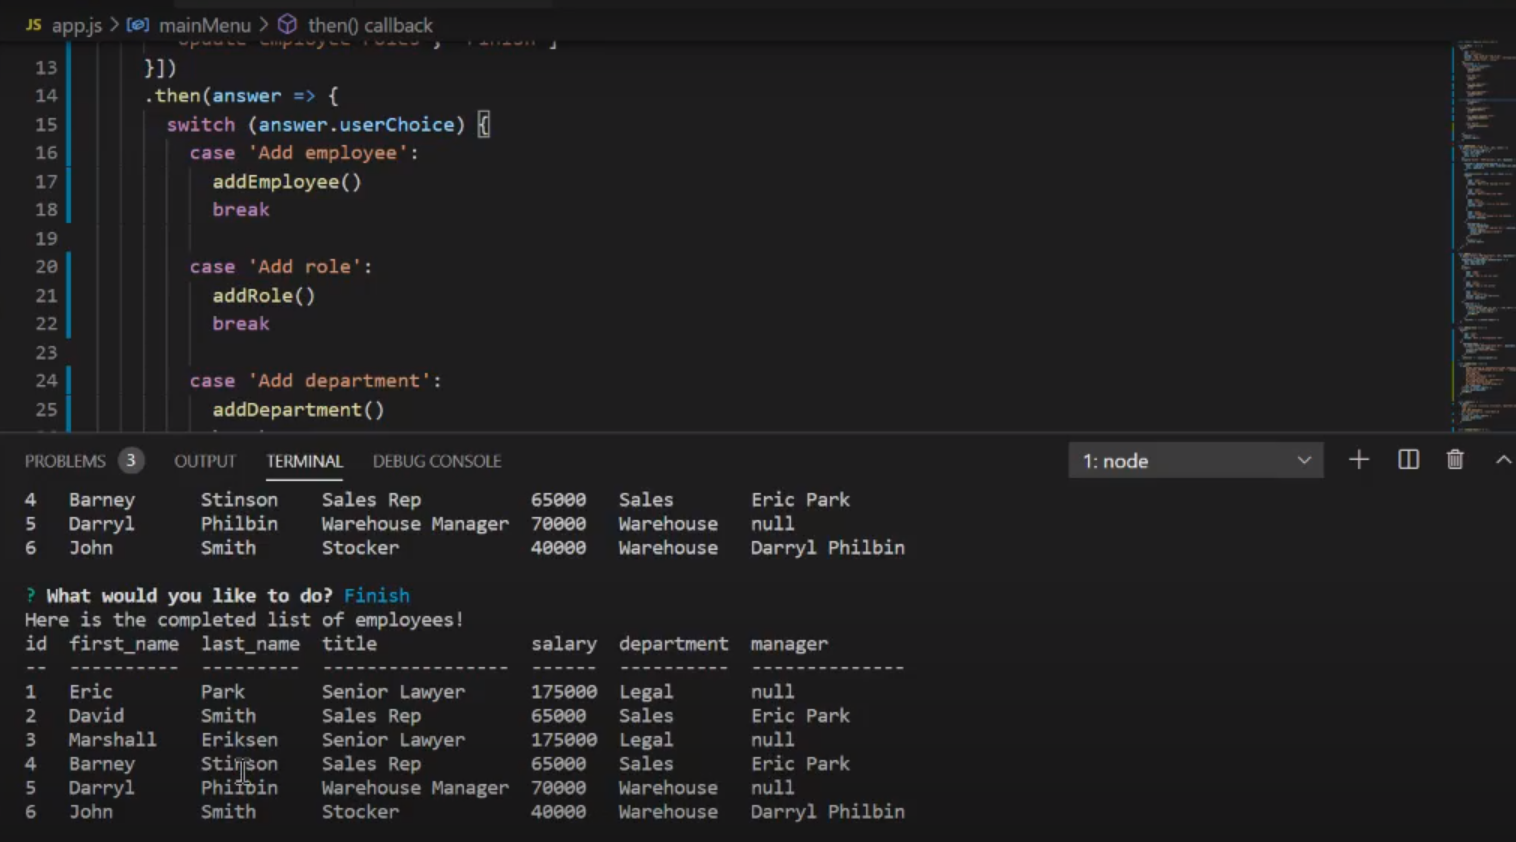 JS app.js > mainMenu > then() callback
"Update employee roles", "Finish"]
13 }])
14 .then(answer => {
15 switch (answer.userChoice) {
16 case 'Add employee':
17 addEmployee()
18 break
19
20 case 'Add role':
21 addRole()
22 break
23
24 case 'Add department':
25 addDepartment()
PROBLEMS 3 OUTPUT TERMINAL DEBUG CONSOLE 1: node
4 Barney Stinson Sales Rep 65000 Sales Eric Park
5 Darryl Philbin Warehouse Manager 70000 Warehouse null
6 John Smith Stocker 40000 Warehouse Darryl Philbin
? What would you like to do? Finish
Here is the completed list of employees!
id first_name last_name title salary department manager
-- ---------- --------- ----------------- ------ ---------- --------------
1 Eric Park Senior Lawyer 175000 Legal null
2 David Smith Sales Rep 65000 Sales Eric Park
3 Marshall Eriksen Senior Lawyer 175000 Legal null
4 Barney Stinson Sales Rep 65000 Sales Eric Park
5 Darryl Philbin Warehouse Manager 70000 Warehouse null
6 John Smith Stocker 40000 Warehouse Darryl Philbin